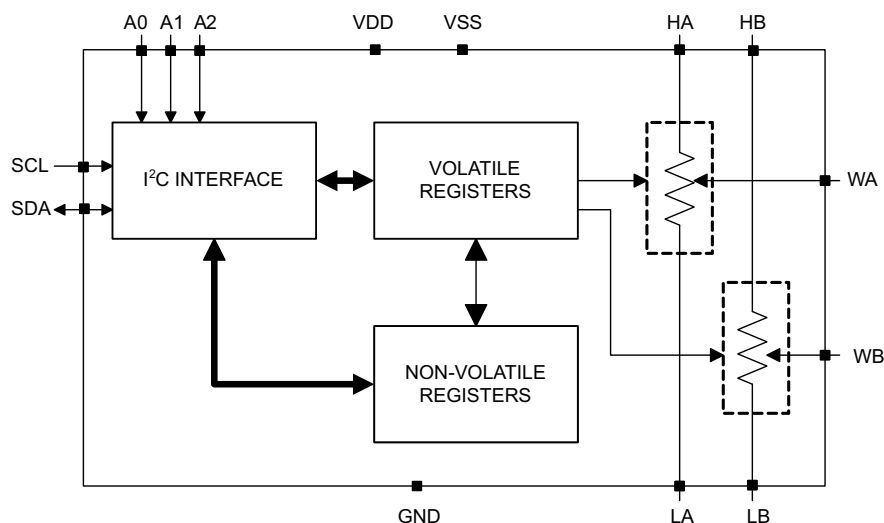 A0 A1 A2 VDD VSS HA HB
SCL
SDA
I²C INTERFACE
VOLATILE
REGISTERS
WA
NON-VOLATILE
REGISTERS
WB
GND LA LB